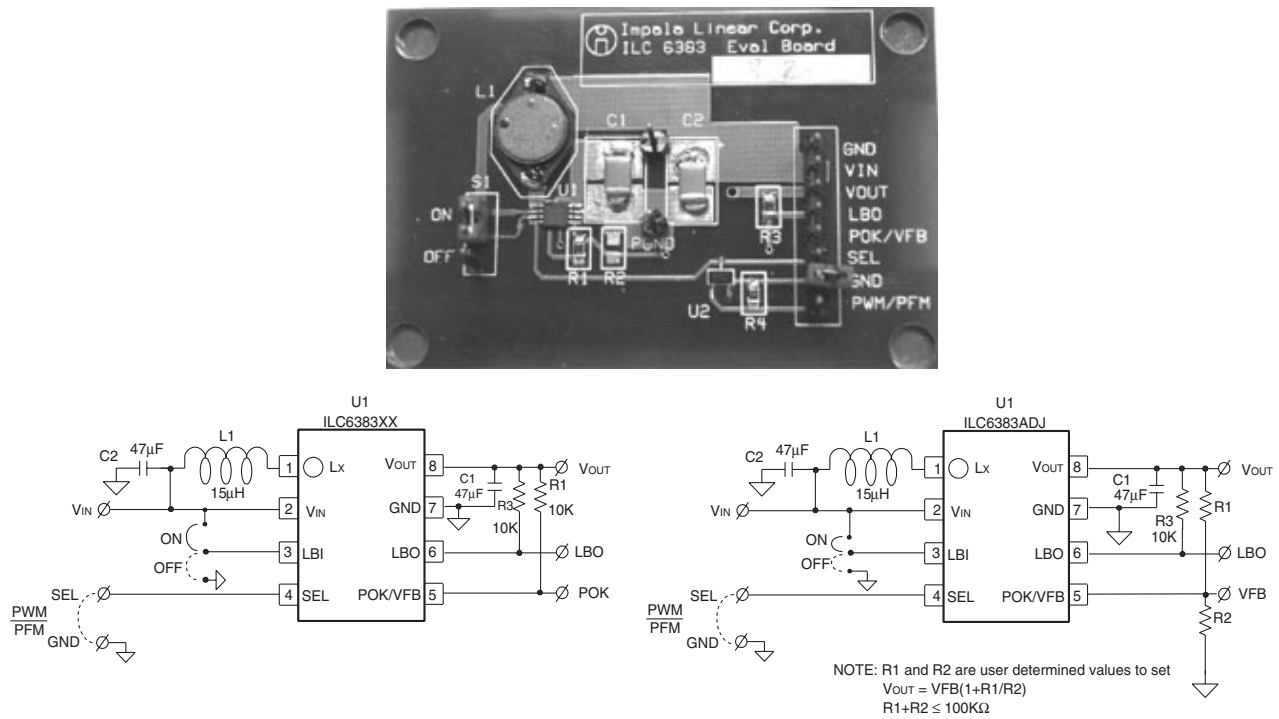 Impala Linear Corp.
ILC 6383 Eval Board
L1
C1
C2
GND
VIN
VOUT
LBO
POK/VFB
SEL
GND
PWM/PFM
S1
ON
OFF
U1
R1
R2
PGND
R3
U2
R4
U1
ILC6383XX
C2
47µF
L1
15µH
1
LX
VOUT
8
VOUT
VIN
2
VIN
GND
7
C1
47µF
R3
10K
R1
10K
ON
OFF
3
LBI
LBO
6
LBO
SEL
4
SEL
POK/VFB
5
POK
PWM
PFM
GND
U1
ILC6383ADJ
C2
47µF
L1
15µH
1
LX
VOUT
8
VOUT
VIN
2
VIN
GND
7
C1
47µF
R3
10K
R1
ON
OFF
3
LBI
LBO
6
LBO
SEL
4
SEL
POK/VFB
5
VFB
R2
PWM
PFM
GND
NOTE: R1 and R2 are user determined values to set
VOUT = VFB(1+R1/R2)
R1+R2 ≤ 100KΩ